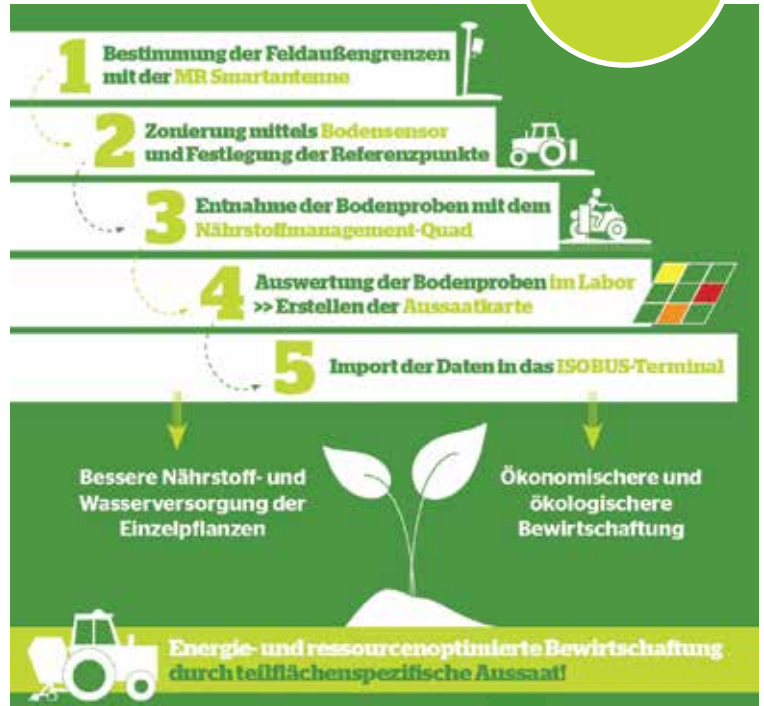 1 Bestimmung der Feldaußengrenzen
mit der MR Smartantenne
2 Zonierung mittels Bodensensor
und Festlegung der Referenzpunkte
3 Entnahme der Bodenproben mit dem
Nährstoffmanagement-Quad
4 Auswertung der Bodenproben im Labor
>> Erstellen der Aussaatkarte
5 Import der Daten in das ISOBUS-Terminal
Bessere Nährstoff- und
Wasserversorgung der
Einzelpflanzen
Ökonomischere und
ökologischere
Bewirtschaftung
Energie- und ressourcenoptimierte Bewirtschaftung
durch teilflächenspezifische Aussaat!